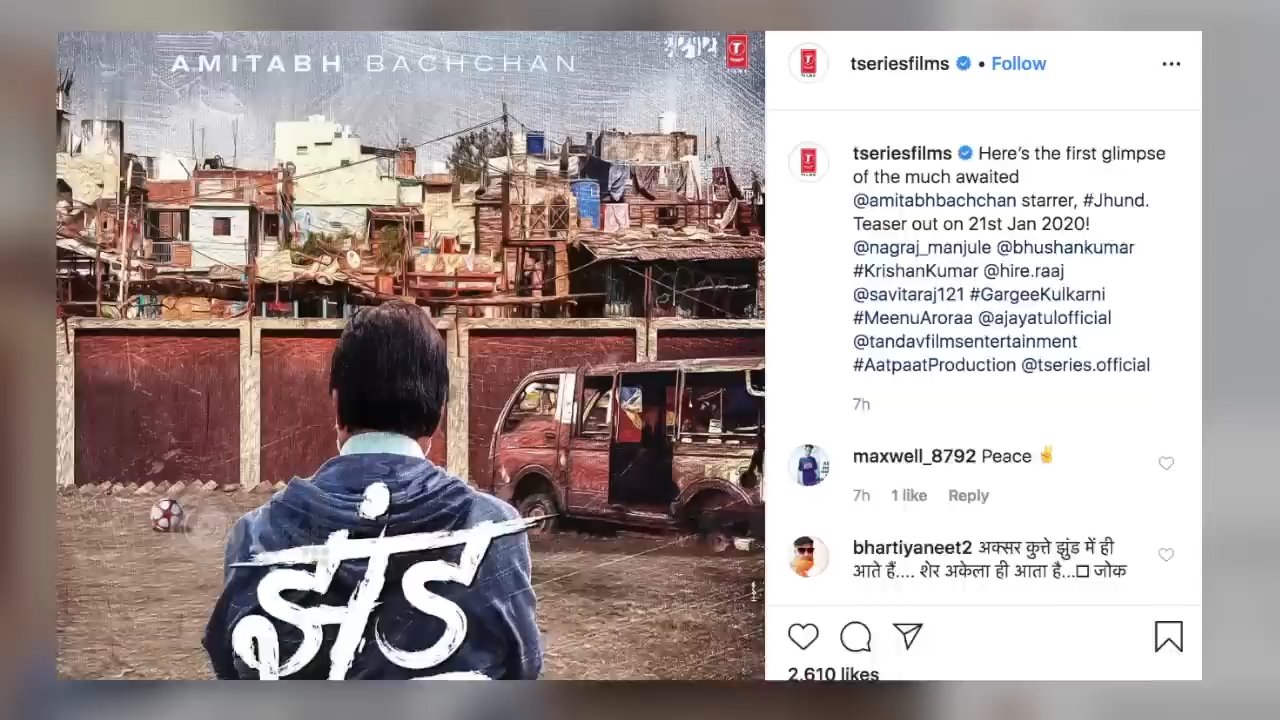 AMITABH BACHCHAN
झुंड
tseriesfilms • Follow
tseriesfilms Here's the first glimpse
of the much awaited
@amitabhbachchan starrer, #Jhund.
Teaser out on 21st Jan 2020!
@nagraj_manjule @bhushankumar
#KrishanKumar @hire.raaj
@savitaraj121 #GargeeKulkarni
#MeenuAroraa @ajayatulofficial
@tandavfilmsentertainment
#AatpaatProduction @tseries.official
7h
maxwell_8792 Peace ✌
7h 1 like Reply
bhartiyaneet2 अक्सर कुत्ते झुंड में ही
आते हैं.... शेर अकेला ही आता है...□ जोक
2,610 likes